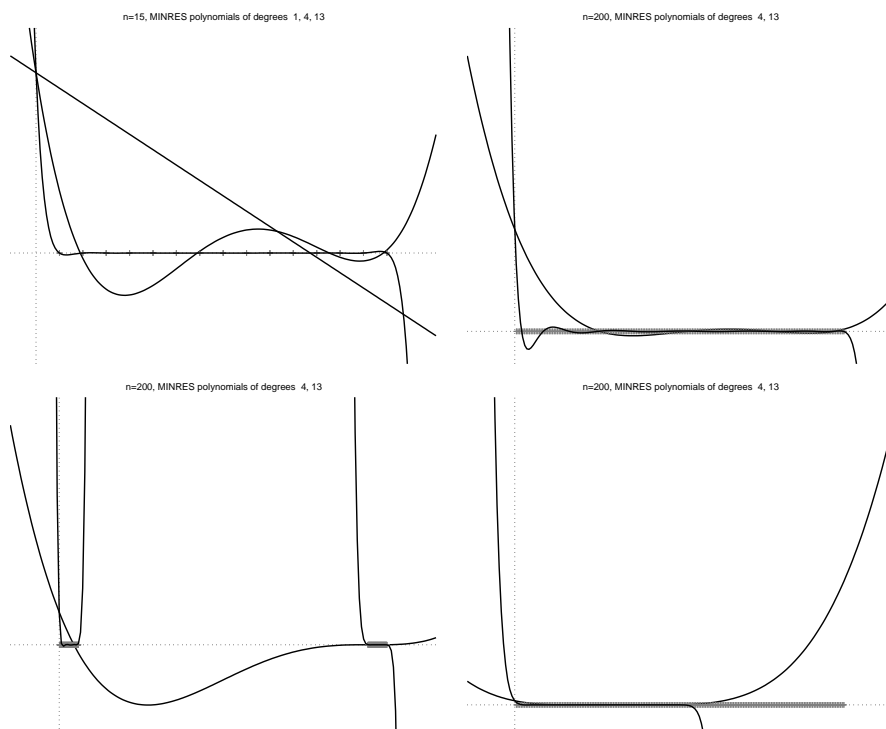 n=15, MINRES polynomials of degrees  1, 4, 13
n=200, MINRES polynomials of degrees  4, 13
n=200, MINRES polynomials of degrees  4, 13
n=200, MINRES polynomials of degrees  4, 13